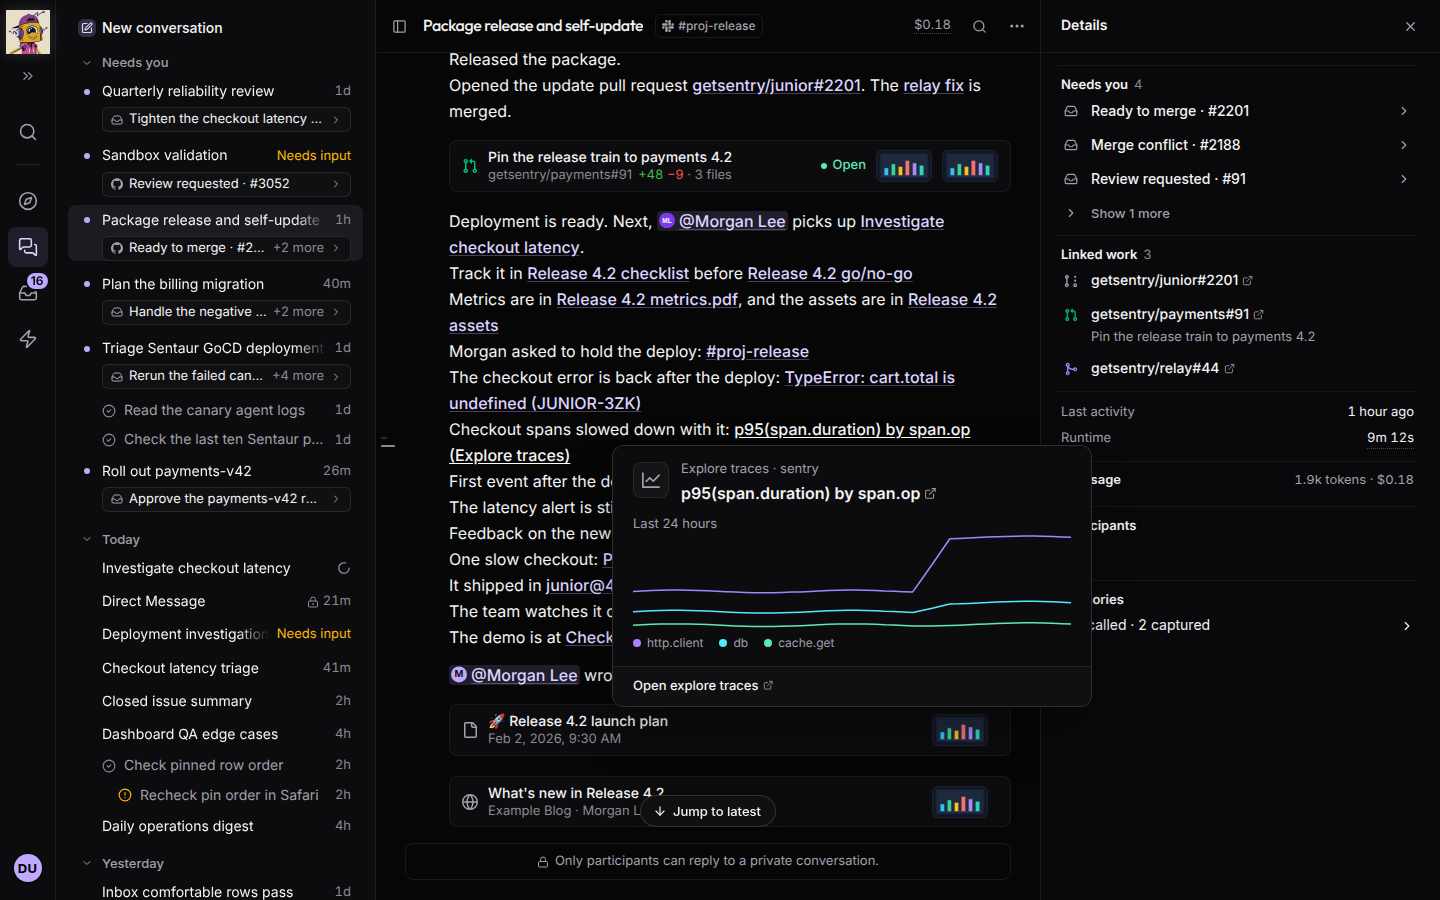 New conversation
Needs you
Quarterly reliability review 1d
Tighten the checkout latency ...
Sandbox validation Needs input
Review requested · #3052
Package release and self-update 1h
Ready to merge · #2... +2 more
Plan the billing migration 40m
Handle the negative ... +2 more
Triage Sentaur GoCD deployment 1d
Rerun the failed can... +4 more
Read the canary agent logs 1d
Check the last ten Sentaur p... 1d
Roll out payments-v42 26m
Approve the payments-v42 r...
Today
Investigate checkout latency
Direct Message 21m
Deployment investigation Needs input
Checkout latency triage 41m
Closed issue summary 2h
Dashboard QA edge cases 4h
Check pinned row order 2h
Recheck pin order in Safari 2h
Daily operations digest 4h
Yesterday
Inbox comfortable rows pass 1d
16
DU
Package release and self-update #proj-release $0.18
Released the package.
Opened the update pull request getsentry/junior#2201. The relay fix is
merged.
Pin the release train to payments 4.2
getsentry/payments#91 +48 −9 · 3 files
Open
Deployment is ready. Next, ML @Morgan Lee picks up Investigate
checkout latency.
Track it in Release 4.2 checklist before Release 4.2 go/no-go
Metrics are in Release 4.2 metrics.pdf, and the assets are in Release 4.2
assets
Morgan asked to hold the deploy: #proj-release
The checkout error is back after the deploy: TypeError: cart.total is
undefined (JUNIOR-3ZK)
Checkout spans slowed down with it: p95(span.duration) by span.op
(Explore traces)
First event after the
The latency alert is
Feedback on the new
One slow checkout:
It shipped in junior@4
The team watches it
The demo is at Check
M @Morgan Lee
Explore traces · sentry
p95(span.duration) by span.op
Last 24 hours
http.client db cache.get
Open explore traces
🚀 Release 4.2 launch plan
Feb 2, 2026, 9:30 AM
What's new in Release 4.2
Example Blog · Morgan
Jump to latest
Only participants can reply to a private conversation.
Details
Needs you 4
Ready to merge · #2201
Merge conflict · #2188
Review requested · #91
Show 1 more
Linked work 3
getsentry/junior#2201
getsentry/payments#91
Pin the release train to payments 4.2
getsentry/relay#44
Last activity 1 hour ago
Runtime 9m 12s
sage 1.9k tokens · $0.18
cipants
ories
called · 2 captured